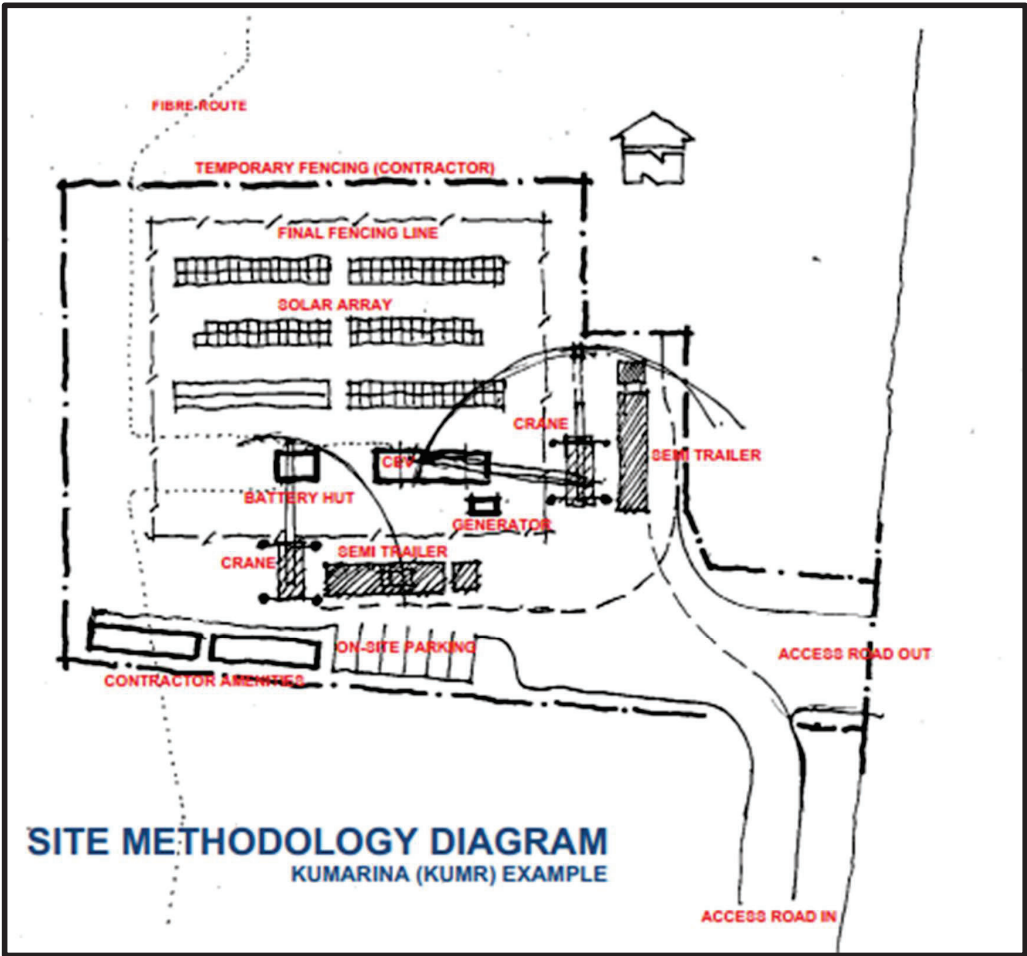 FIBRE ROUTE
TEMPORARY FENCING (CONTRACTOR)
FINAL FENCING LINE
SOLAR ARRAY
CRANE
SEMI TRAILER
CEV
BATTERY HUT
GENERATOR
SEMI TRAILER
CRANE
ON-SITE PARKING
ACCESS ROAD OUT
CONTRACTOR AMENITIES
SITE METHODOLOGY DIAGRAM
KUMARINA (KUMR) EXAMPLE
ACCESS ROAD IN